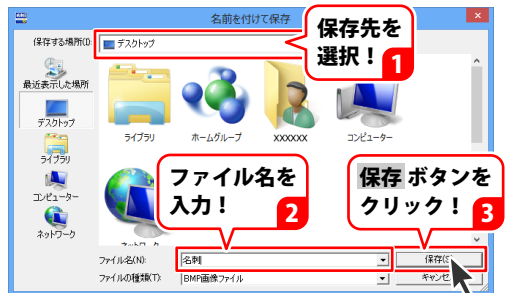 名前を付けて保存
保存する場所(I):
デスクトップ
保存先を
選択！
1
最近表示した場所
デスクトップ
ライブラリ
コンピューター
ネットワーク
ライブラリ
ホームグループ
xxxxxx
コンピューター
ファイル名を
入力！
2
保存 ボタンを
クリック！
3
ファイル名(N):
名刺
保存(S)
ファイルの種類(T):
BMP画像ファイル